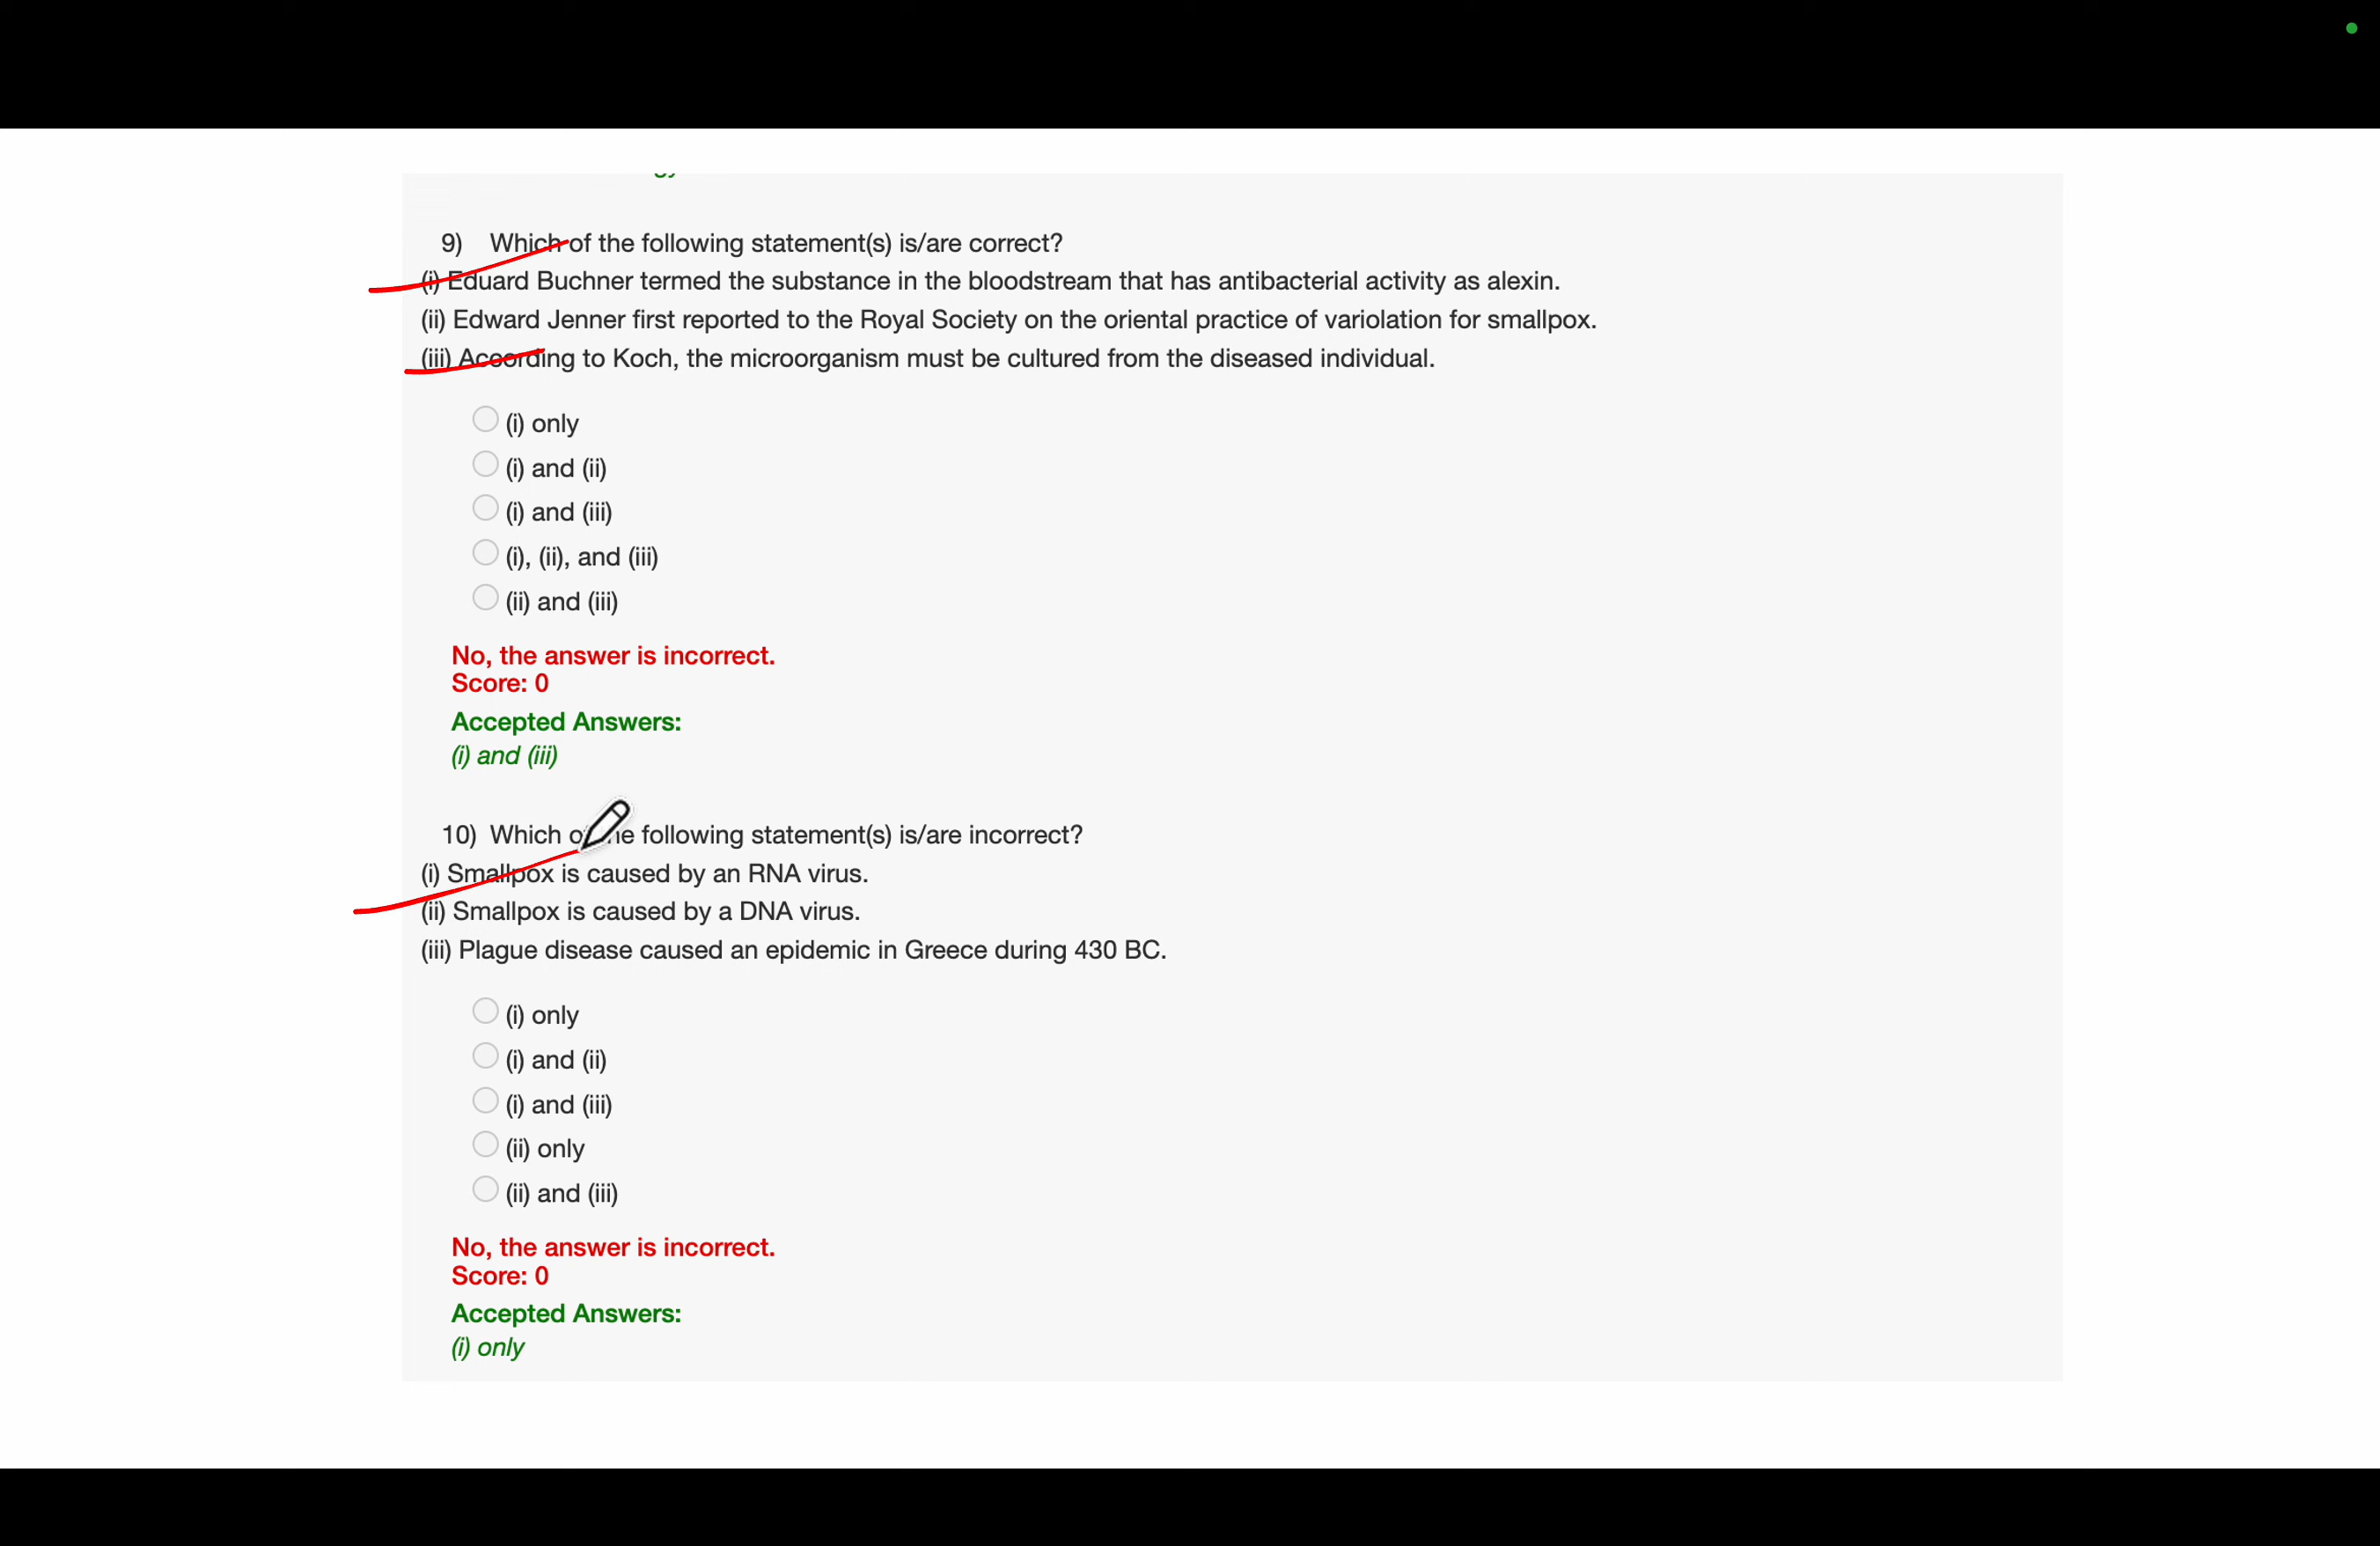 9) Which of the following statement(s) is/are correct?
(i) Eduard Buchner termed the substance in the bloodstream that has antibacterial activity as alexin.
(ii) Edward Jenner first reported to the Royal Society on the oriental practice of variolation for smallpox.
(iii) According to Koch, the microorganism must be cultured from the diseased individual.
(i) only
(i) and (ii)
(i) and (iii)
(i), (ii), and (iii)
(ii) and (iii)
No, the answer is incorrect.
Score: 0
Accepted Answers:
(i) and (iii)
10) Which of the following statement(s) is/are incorrect?
(i) Smallpox is caused by an RNA virus.
(ii) Smallpox is caused by a DNA virus.
(iii) Plague disease caused an epidemic in Greece during 430 BC.
(i) only
(i) and (ii)
(i) and (iii)
(ii) only
(ii) and (iii)
No, the answer is incorrect.
Score: 0
Accepted Answers:
(i) only